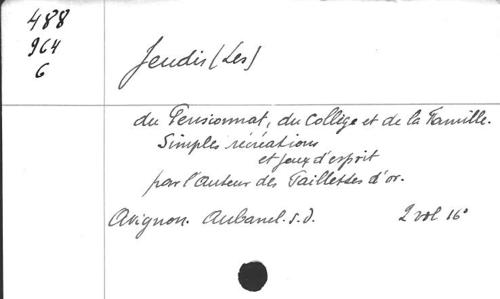 488
964
6
Jeudis (Les)
du Pensionnat, du Collège et de la Famille.
Simples récréations
et jeux d'esprit
par l'Auteur des Paillettes d'or.
Avignon. Aubanel. s.d. 2 vol 16°